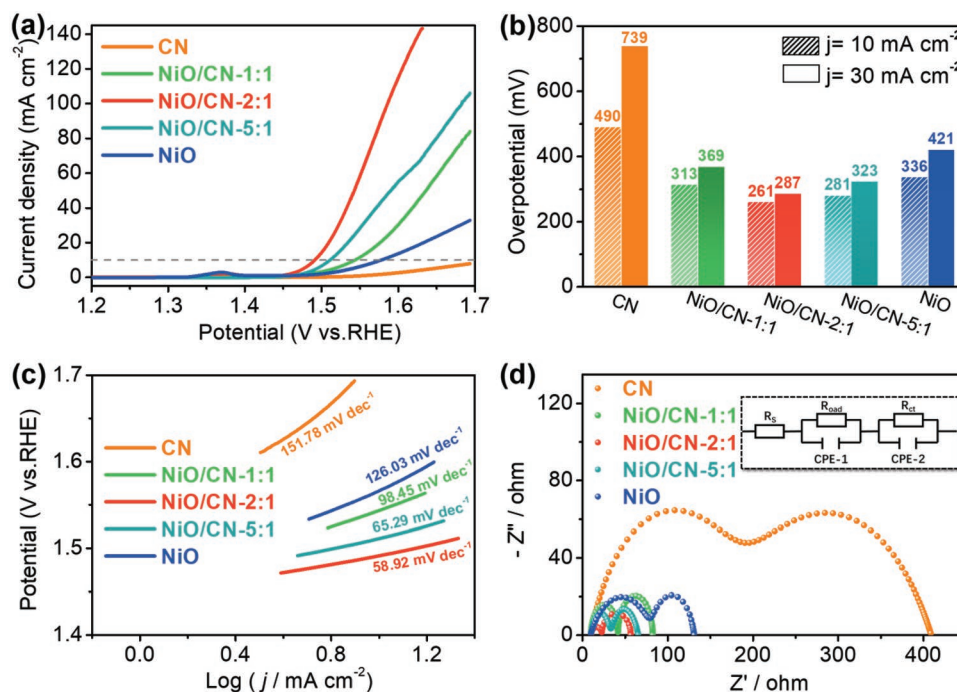 (a)
CN
NiO/CN-1:1
NiO/CN-2:1
NiO/CN-5:1
NiO
Current density (mA cm⁻²)
140
120
100
80
60
40
20
10
0
1.2 1.3 1.4 1.5 1.6 1.7
Potential (V vs.RHE)
(b)
j= 10 mA cm⁻²
j= 30 mA cm⁻²
Overpotential (mV)
800
600
400
200
0
490 739
313 369
261 287
281 323
336 421
CN NiO/CN-1:1 NiO/CN-2:1 NiO/CN-5:1 NiO
(c)
CN
NiO/CN-1:1
NiO/CN-2:1
NiO/CN-5:1
NiO
Potential (V vs.RHE)
1.7
1.6
1.5
1.4
151.78 mV dec⁻¹
126.03 mV dec⁻¹
98.45 mV dec⁻¹
65.29 mV dec⁻¹
58.92 mV dec⁻¹
0.0 0.4 0.8 1.2
Log ( j / mA cm⁻²)
(d)
CN
NiO/CN-1:1
NiO/CN-2:1
NiO/CN-5:1
NiO
Rs Road Rct
CPE-1 CPE-2
- Z" / ohm
120
60
0
0 100 200 300 400
Z' / ohm